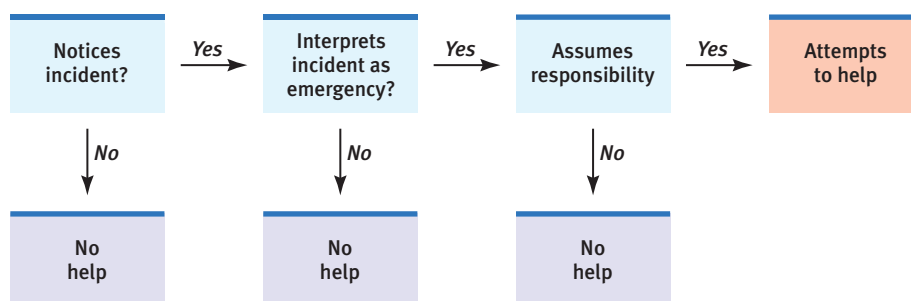 Notices
incident?
Yes
Interprets
incident as
emergency?
Yes
Assumes
responsibility
Yes
Attempts
to help
No
No
No
No
help
No
help
No
help